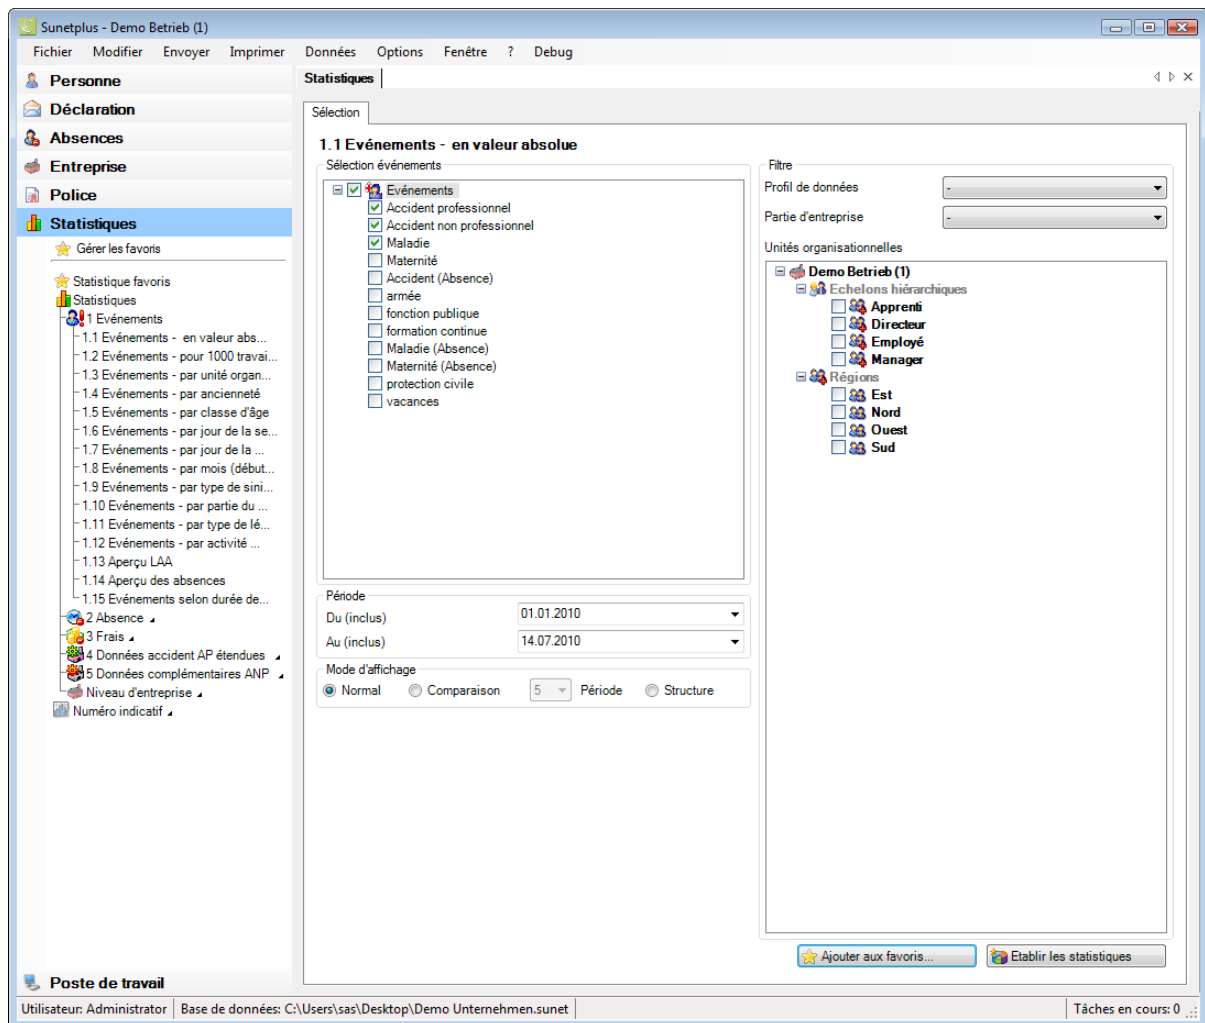 Sunetplus - Demo Betrieb (1)
Fichier Modifier Envoyer Imprimer Données Options Fenêtre ? Debug
Personne
Déclaration
Absences
Entreprise
Police
Statistiques
Gérer les favoris
Statistique favoris
Statistiques
1 Evénements
1.1 Evénements - en valeur abs...
1.2 Evénements - pour 1000 travai...
1.3 Evénements - par unité organ...
1.4 Evénements - par ancienneté
1.5 Evénements - par classe d'âge
1.6 Evénements - par jour de la se...
1.7 Evénements - par jour de la ...
1.8 Evénements - par mois (début...
1.9 Evénements - par type de sini...
1.10 Evénements - par partie du ...
1.11 Evénements - par type de lé...
1.12 Evénements - par activité ...
1.13 Aperçu LAA
1.14 Aperçu des absences
1.15 Evénements selon durée de...
2 Absence
3 Frais
4 Données accident AP étendues
5 Données complémentaires ANP
Niveau d'entreprise
Numéro indicatif
Poste de travail
Statistiques
Sélection
1.1 Evénements - en valeur absolue
Sélection événements
Evénements
Accident professionnel
Accident non professionnel
Maladie
Maternité
Accident (Absence)
armée
fonction publique
formation continue
Maladie (Absence)
Maternité (Absence)
protection civile
vacances
Période
Du (inclus) 01.01.2010
Au (inclus) 14.07.2010
Mode d'affichage
Normal Comparaison 5 Période Structure
Filtre
Profil de données -
Partie d'entreprise -
Unités organisationnelles
Demo Betrieb (1)
Echelons hiérarchiques
Apprenti
Directeur
Employé
Manager
Régions
Est
Nord
Ouest
Sud
Ajouter aux favoris... Etablir les statistiques
Utilisateur: Administrator Base de données: C:\Users\sas\Desktop\Demo Unternehmen.sunet Tâches en cours: 0